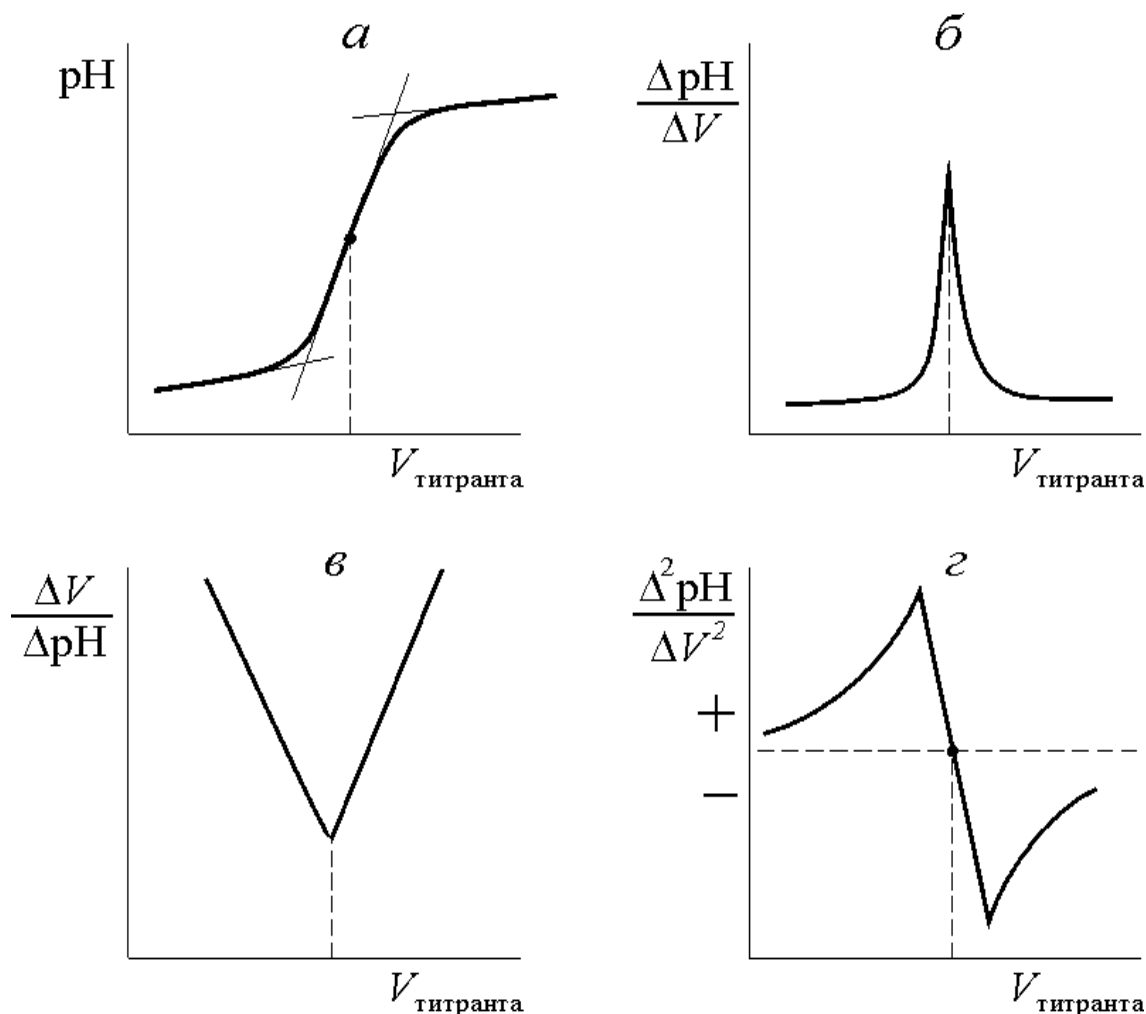 а
pH
V титранта
б
ΔpH
ΔV
V титранта
в
ΔV
ΔpH
V титранта
г
Δ²pH
ΔV²
+
−
V титранта